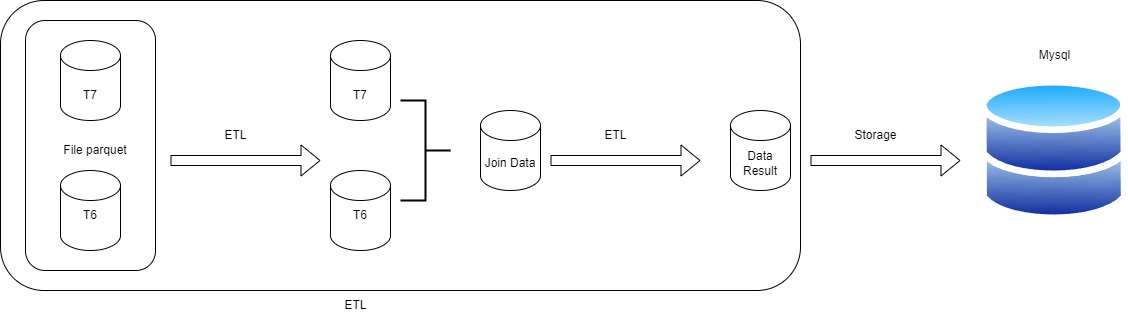 T7
File parquet
T6
ETL
T7
T6
Join Data
ETL
Data
Result
Storage
Mysql
ETL